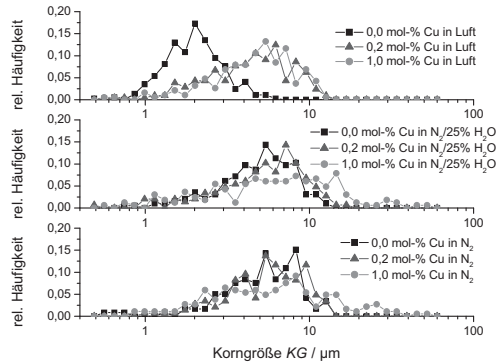 rel. Häufigkeit
0,20
0,15
0,10
0,05
0,00
0,0 mol-% Cu in Luft
0,2 mol-% Cu in Luft
1,0 mol-% Cu in Luft
1
10
100
rel. Häufigkeit
0,20
0,15
0,10
0,05
0,00
0,0 mol-% Cu in N₂/25% H₂O
0,2 mol-% Cu in N₂/25% H₂O
1,0 mol-% Cu in N₂/25% H₂O
1
10
100
rel. Häufigkeit
0,20
0,15
0,10
0,05
0,00
0,0 mol-% Cu in N₂
0,2 mol-% Cu in N₂
1,0 mol-% Cu in N₂
1
10
100
Korngröße KG / µm